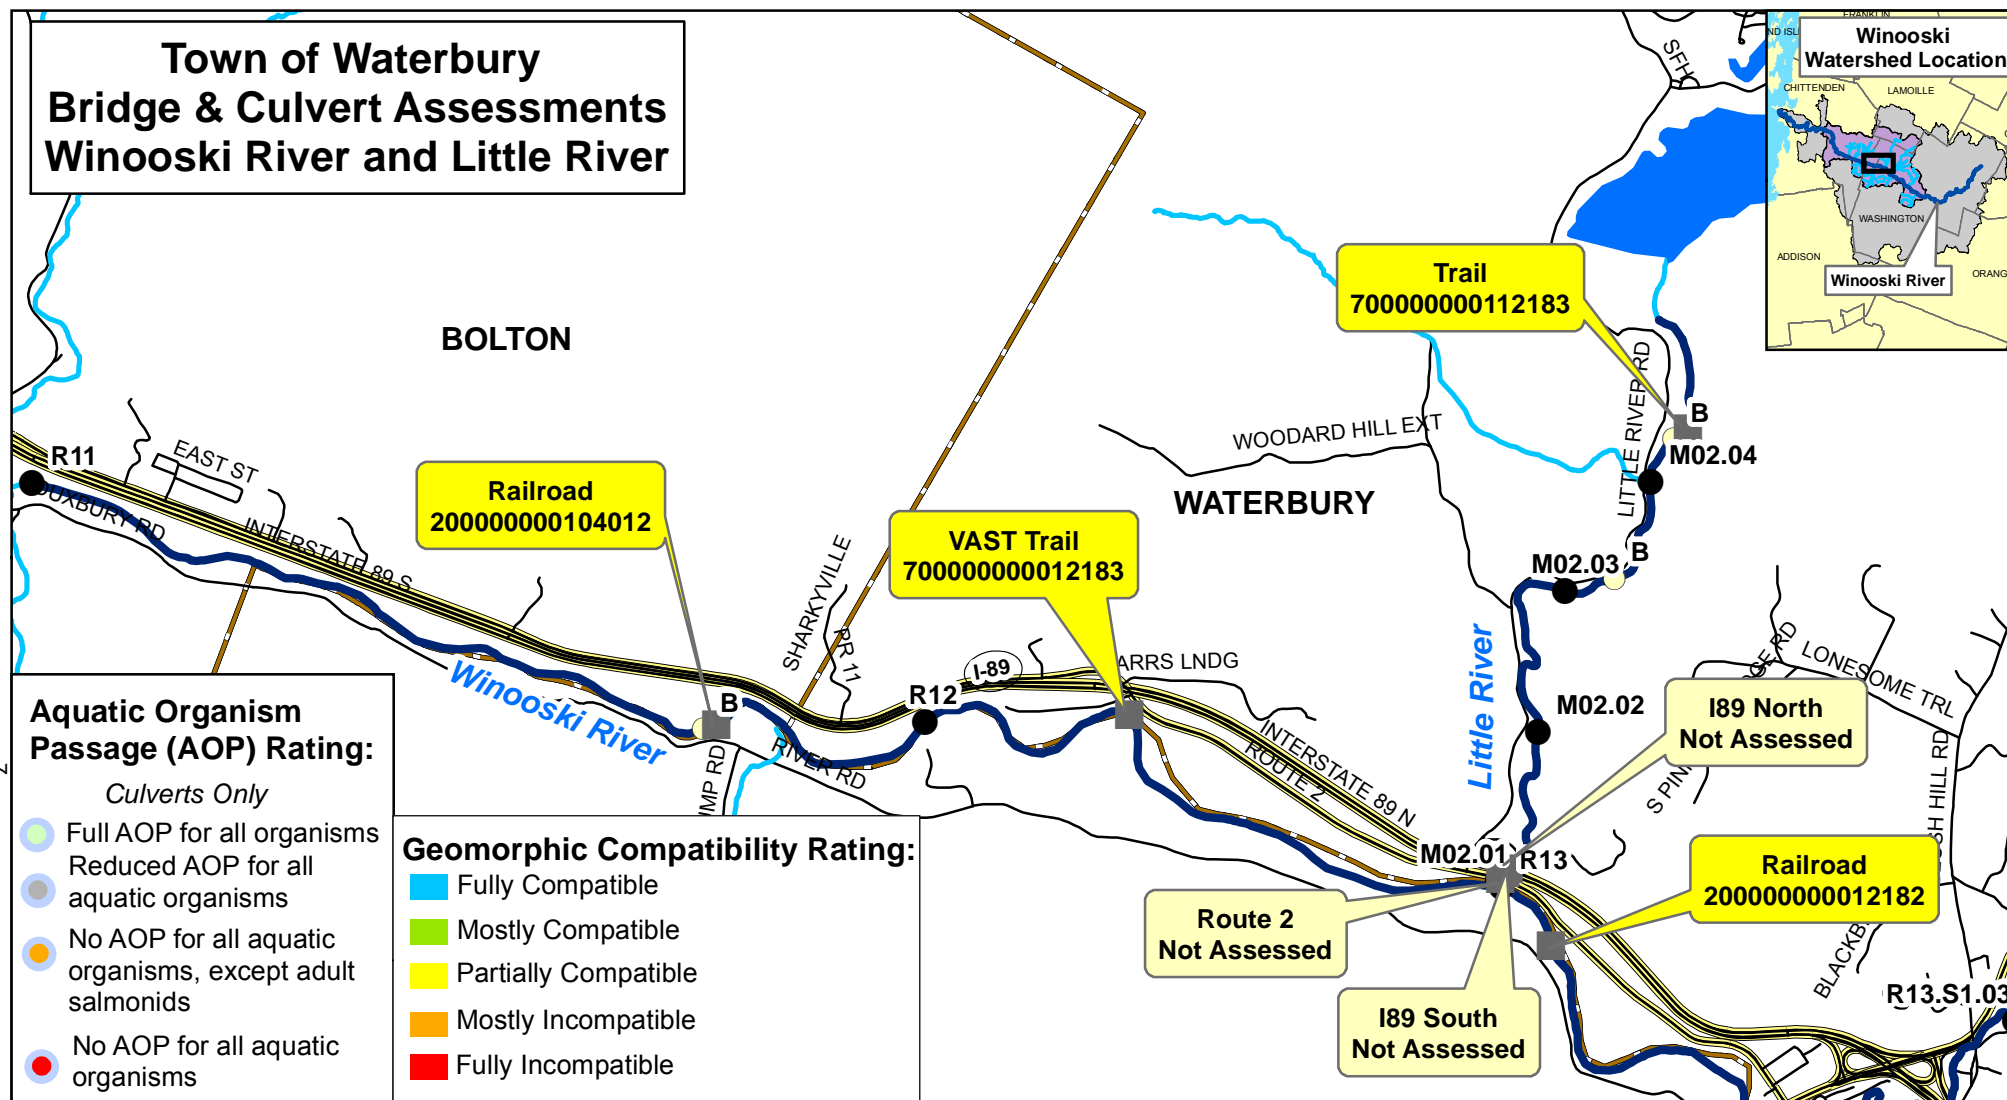 Town of Waterbury
Bridge & Culvert Assessments
Winooski River and Little River
Winooski
Watershed Location
FRANKLIN
CHITTENDEN
LAMOILLE
WASHINGTON
ADDISON
Winooski River
SFH
BOLTON
Trail
700000000112183
LITTLE RIVER RD
B
M02.04
WOODARD HILL EXT
WATERBURY
R11
EAST ST
INTERSTATE 89 S
Railroad
200000000104012
VAST Trail
700000000012183
SHARKYVILLE
PR 11
M02.03
B
Little River
LONESOME TRL
I-89
R12
B
Winooski River
RIVER RD
INTERSTATE 89 N
ROUTE 2
M02.02
I89 North
Not Assessed
M02.01
R13
Railroad
200000000012182
Route 2
Not Assessed
I89 South
Not Assessed
R13.S1.03
Aquatic Organism
Passage (AOP) Rating:
Culverts Only
Full AOP for all organisms
Reduced AOP for all
aquatic organisms
No AOP for all aquatic
organisms, except adult
salmonids
No AOP for all aquatic
organisms
Geomorphic Compatibility Rating:
Fully Compatible
Mostly Compatible
Partially Compatible
Mostly Incompatible
Fully Incompatible